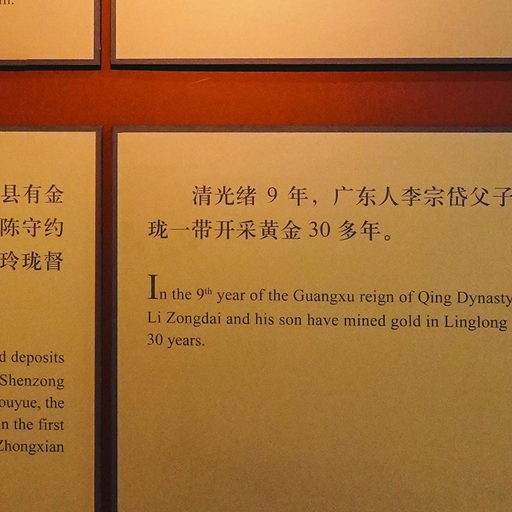 县有金
陈守约
玲珑督
d deposits
Shenzong
ouyue, the
n the first
Zhongxian
清光绪 9 年，广东人李宗岱父子
珑一带开采黄金 30 多年。
In the 9th year of the Guangxu reign of Qing Dynasty
Li Zongdai and his son have mined gold in Linglong
30 years.